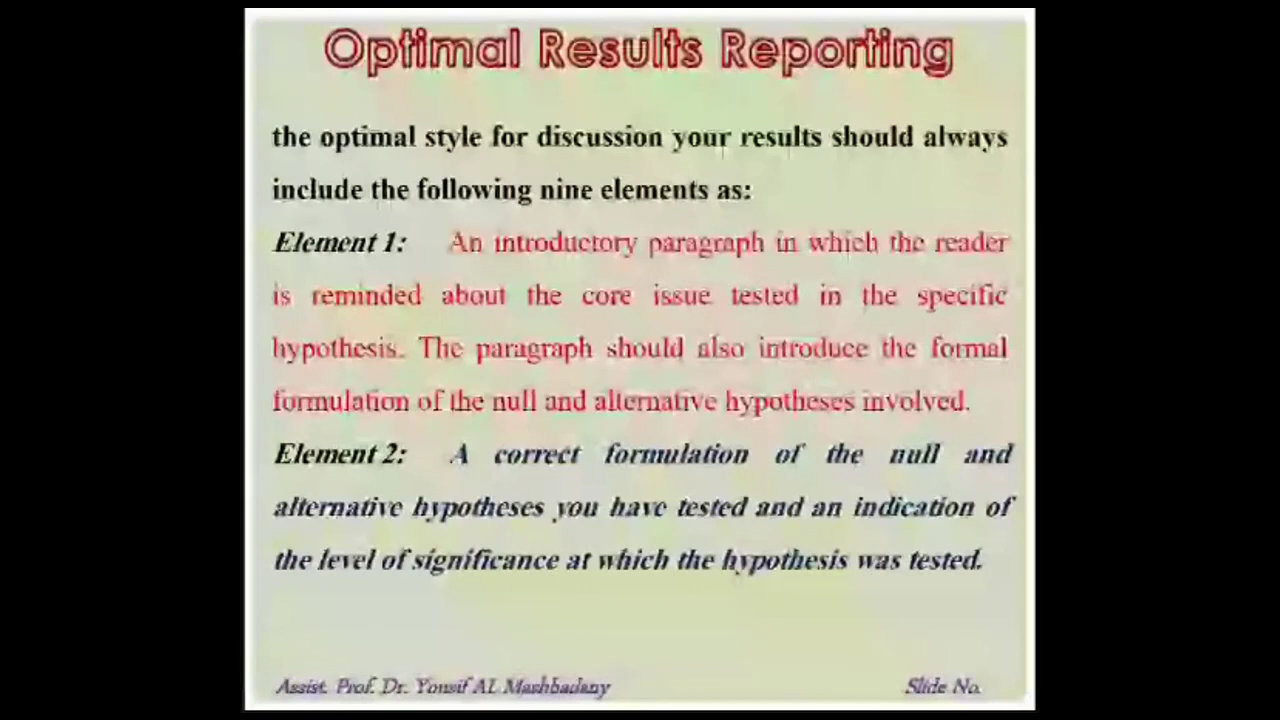 Optimal Results Reporting
the optimal style for discussion your results should always
include the following nine elements as:
Element 1: An introductory paragraph in which the reader
is reminded about the core issue tested in the specific
hypothesis. The paragraph should also introduce the formal
formulation of the null and alternative hypotheses involved.
Element 2: A correct formulation of the null and
alternative hypotheses you have tested and an indication of
the level of significance at which the hypothesis was tested.
Assist. Prof. Dr. Yousif AL Mashhadany Slide No.